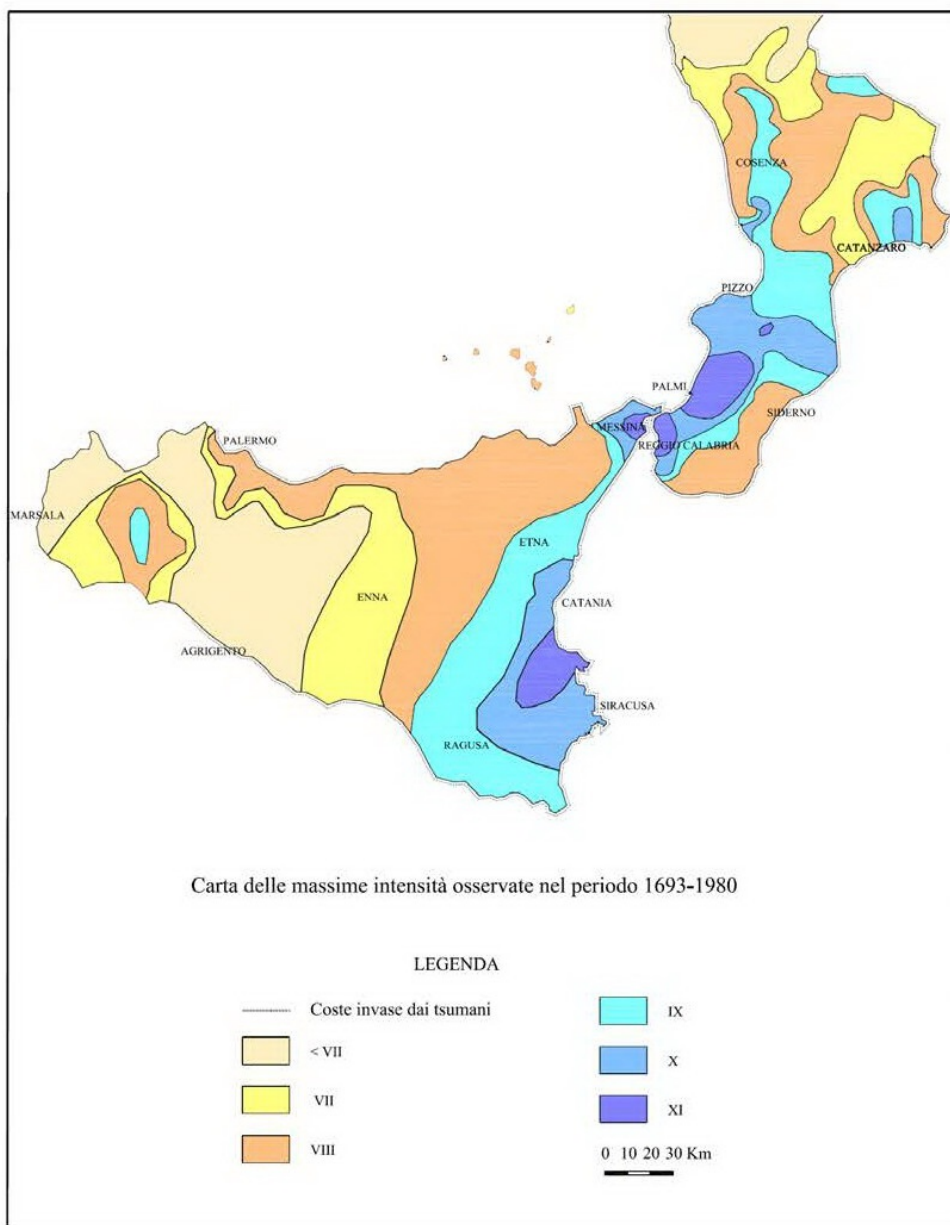 COSENZA
CATANZARO
PIZZO
PALMI
SIDERNO
MESSINA
REGGIO CALABRIA
PALERMO
MARSALA
ETNA
ENNA
CATANIA
AGRIGENTO
SIRACUSA
RAGUSA
Carta delle massime intensità osservate nel periodo 1693-1980
LEGENDA
Coste invase dai tsumani
< VII
VII
VIII
IX
X
XI
0 10 20 30 Km